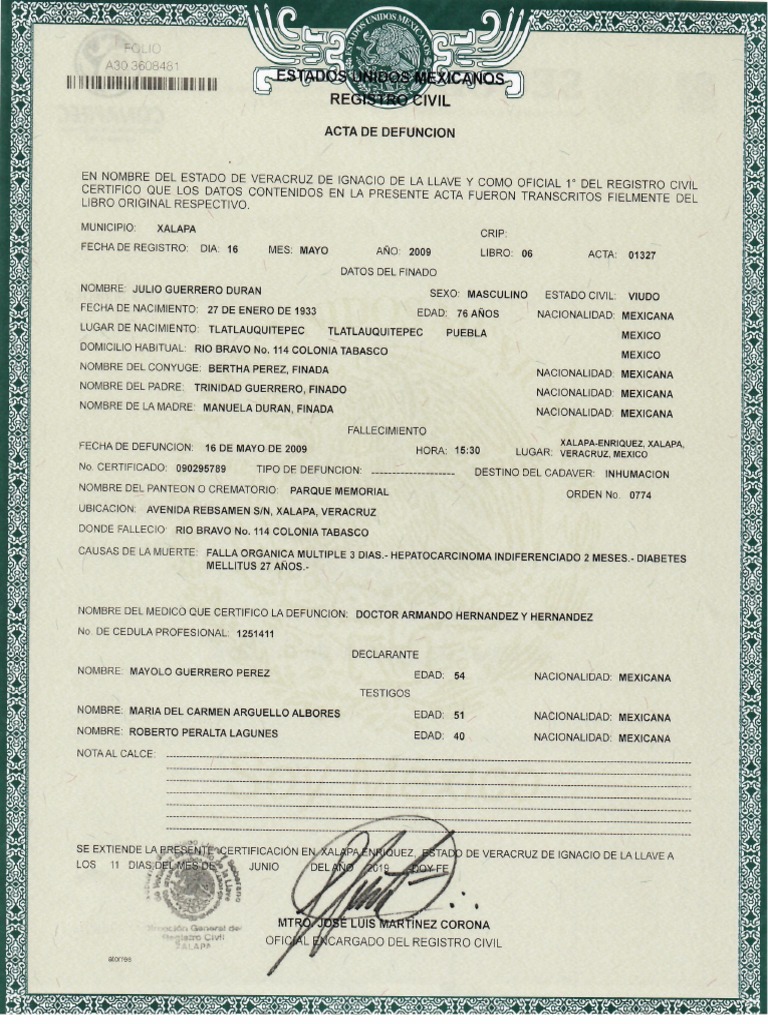 ESTADOS UNIDOS MEXICANOS
FOLIO
A30 3608481
ESTADOS UNIDOS MEXICANOS
REGISTRO CIVIL
ACTA DE DEFUNCION
EN NOMBRE DEL ESTADO DE VERACRUZ DE IGNACIO DE LA LLAVE Y COMO OFICIAL 1° DEL REGISTRO CIVIL
CERTIFICO QUE LOS DATOS CONTENIDOS EN LA PRESENTE ACTA FUERON TRANSCRITOS FIELMENTE DEL
LIBRO ORIGINAL RESPECTIVO.
MUNICIPIO: XALAPA CRIP:
FECHA DE REGISTRO: DIA: 16 MES: MAYO AÑO: 2009 LIBRO: 06 ACTA: 01327
DATOS DEL FINADO
NOMBRE: JULIO GUERRERO DURAN SEXO: MASCULINO ESTADO CIVIL: VIUDO
FECHA DE NACIMIENTO: 27 DE ENERO DE 1933 EDAD: 76 AÑOS NACIONALIDAD: MEXICANA
LUGAR DE NACIMIENTO: TLATLAUQUITEPEC TLATLAUQUITEPEC PUEBLA MEXICO
DOMICILIO HABITUAL: RIO BRAVO No. 114 COLONIA TABASCO MEXICO
NOMBRE DEL CONYUGE: BERTHA PEREZ, FINADA NACIONALIDAD: MEXICANA
NOMBRE DEL PADRE: TRINIDAD GUERRERO, FINADO NACIONALIDAD: MEXICANA
NOMBRE DE LA MADRE: MANUELA DURAN, FINADA NACIONALIDAD: MEXICANA
FALLECIMIENTO
FECHA DE DEFUNCION: 16 DE MAYO DE 2009 HORA: 15:30 LUGAR: XALAPA-ENRIQUEZ, XALAPA,
VERACRUZ, MEXICO
No. CERTIFICADO: 090295789 TIPO DE DEFUNCION: -------------------- DESTINO DEL CADAVER: INHUMACION
NOMBRE DEL PANTEON O CREMATORIO: PARQUE MEMORIAL ORDEN No. 0774
UBICACION: AVENIDA REBSAMEN S/N, XALAPA, VERACRUZ
DONDE FALLECIO: RIO BRAVO No. 114 COLONIA TABASCO
CAUSAS DE LA MUERTE: FALLA ORGANICA MULTIPLE 3 DIAS.- HEPATOCARCINOMA INDIFERENCIADO 2 MESES.- DIABETES
MELLITUS 27 AÑOS.-
NOMBRE DEL MEDICO QUE CERTIFICO LA DEFUNCION: DOCTOR ARMANDO HERNANDEZ Y HERNANDEZ
No. DE CEDULA PROFESIONAL: 1251411
DECLARANTE
NOMBRE: MAYOLO GUERRERO PEREZ EDAD: 54 NACIONALIDAD: MEXICANA
TESTIGOS
NOMBRE: MARIA DEL CARMEN ARGUELLO ALBORES EDAD: 51 NACIONALIDAD: MEXICANA
NOMBRE: ROBERTO PERALTA LAGUNES EDAD: 40 NACIONALIDAD: MEXICANA
NOTA AL CALCE:
SE EXTIENDE LA PRESENTE CERTIFICACIÓN EN XALAPA ENRIQUEZ, ESTADO DE VERACRUZ DE IGNACIO DE LA LLAVE A
LOS 11 DIAS DEL MES DE JUNIO DEL AÑO 2019 DOY FE
MTRO. JOSE LUIS MARTINEZ CORONA
OFICIAL ENCARGADO DEL REGISTRO CIVIL
Dirección General del
Registro Civil
XALAPA